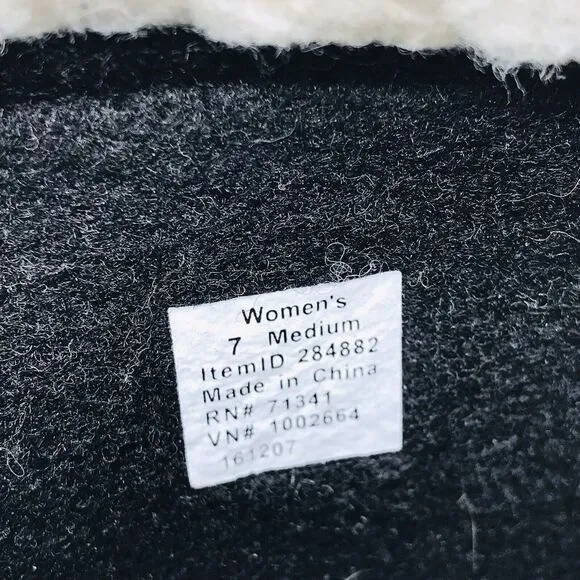 Women's
7 Medium
ItemID 284882
Made in China
RN# 71341
VN# 1002664
161207